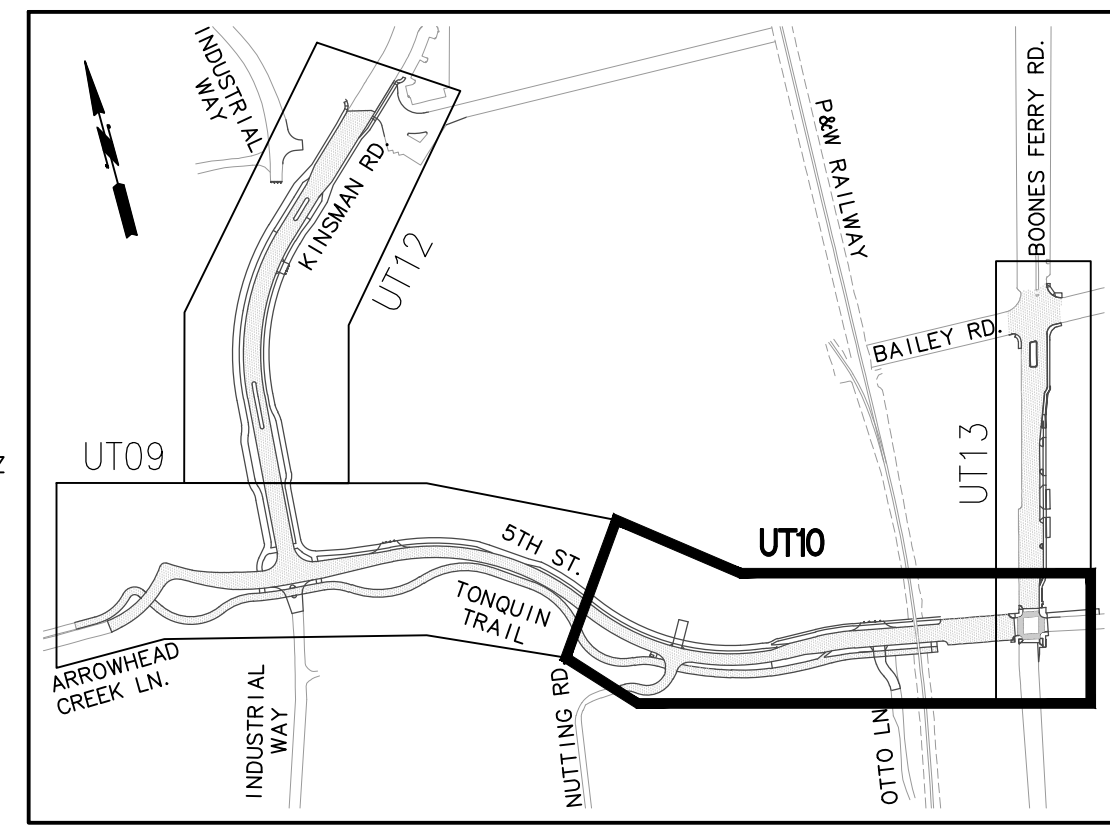 INDUSTRIAL
WAY
KINSMAN RD.
UT12
P&W RAILWAY
BOONES FERRY RD.
BAILEY RD.
UT09
UT13
5TH ST.
UT10
TONQUIN
TRAIL
ARROWHEAD
CREEK LN.
INDUSTRIAL
WAY
NUTTING RD.
OTTO LN